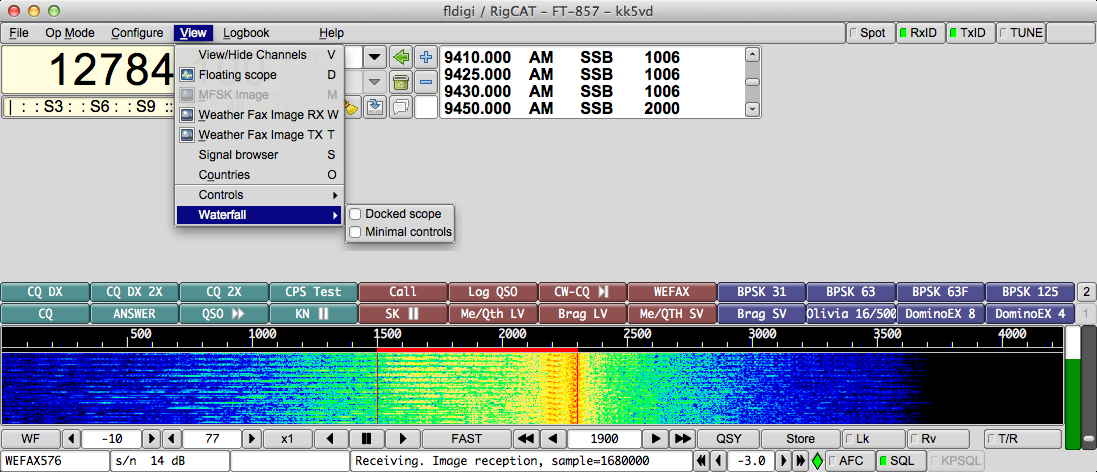 fldigi / RigCAT - FT-857 - kk5vd
File Op Mode Configure View Logbook Help Spot RxID TxID TUNE
12784
|::S3::S6::S9::
View/Hide Channels V
Floating scope D
MFSK Image M
Weather Fax Image RX W
Weather Fax Image TX T
Signal browser S
Countries O
Controls
Waterfall
Docked scope
Minimal controls
9410.000 AM SSB 1006
9425.000 AM SSB 1006
9430.000 AM SSB 1006
9450.000 AM SSB 2000
CQ DX CQ DX 2X CQ 2X CPS Test Call Log QSO CW-CQ WEFAX BPSK 31 BPSK 63 BPSK 63F BPSK 125 2
CQ ANSWER QSO KN SK Me/Qth LV Brag LV Me/QTH SV Brag SV Olivia 16/500 DominoEX 8 DominoEX 4 1
500 1000 1500 2000 2500 3000 3500 4000
WF -10 77 x1 FAST 1900 QSY Store Lk Rv T/R
WEFAX576 s/n 14 dB Receiving. Image reception, sample=1680000 -3.0 AFC SQL KPSQL